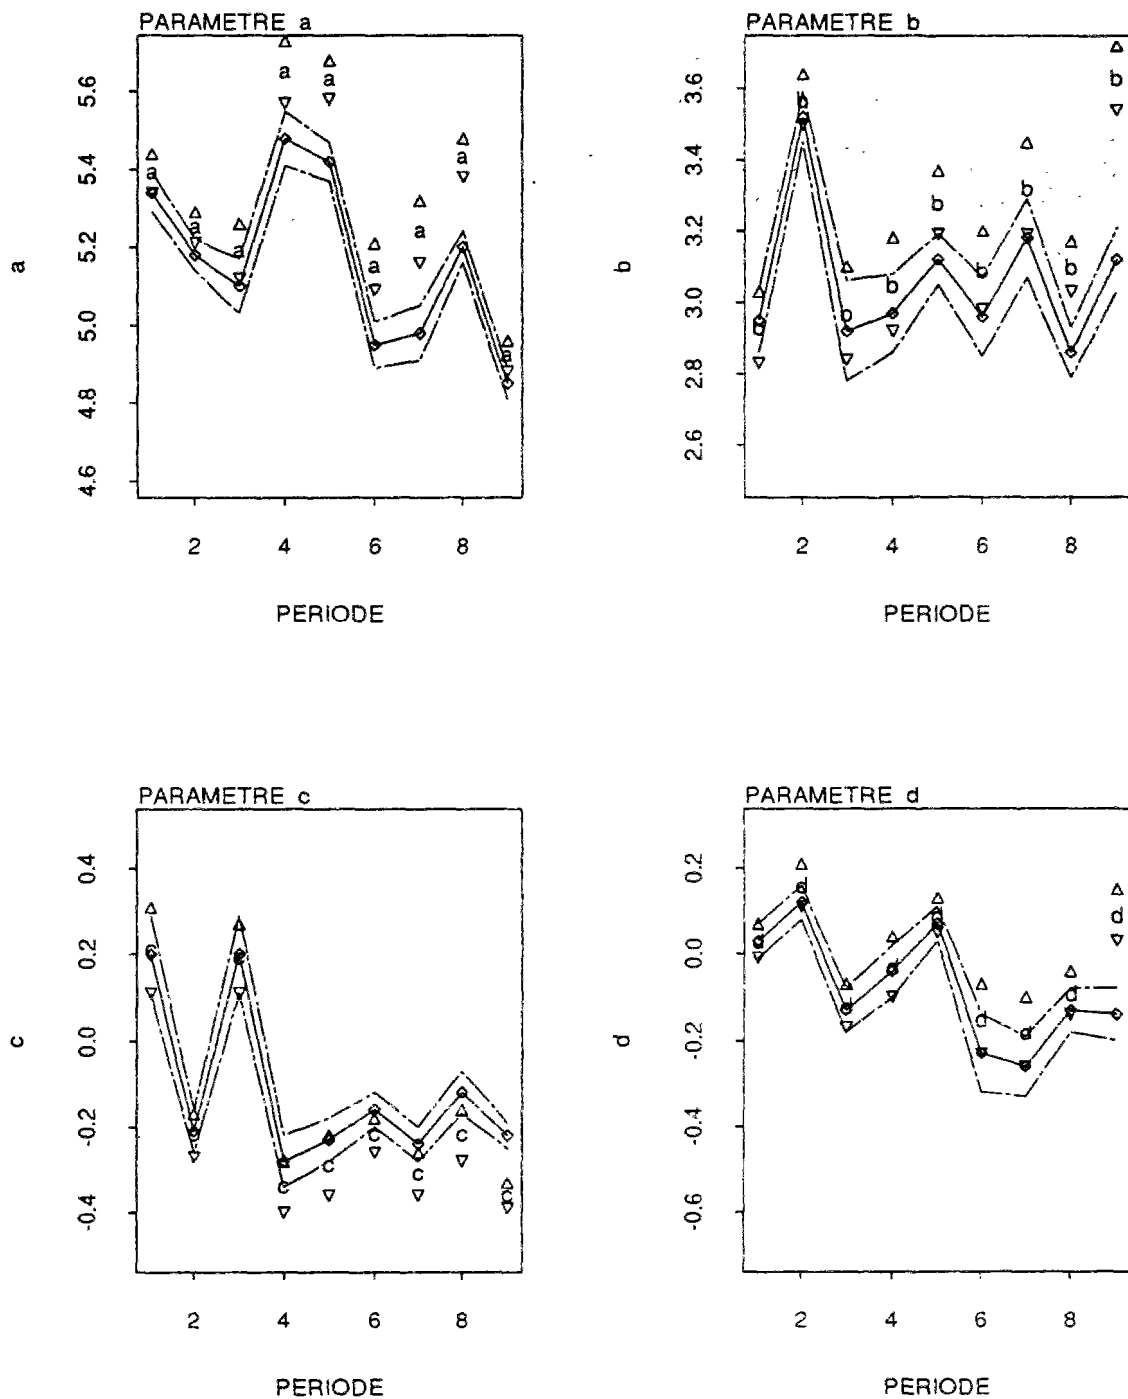 PARAMETRE a
a
5.6
5.4
5.2
5.0
4.8
4.6
a a a a a a a a a
2 4 6 8
PERIODE
PARAMETRE b
b
3.6
3.4
3.2
3.0
2.8
2.6
b b b b b b b b b
2 4 6 8
PERIODE
PARAMETRE c
c
0.4
0.2
0.0
-0.2
-0.4
c c c c c c c c c
2 4 6 8
PERIODE
PARAMETRE d
d
0.2
0.0
-0.2
-0.4
-0.6
d d d d d d d d d
2 4 6 8
PERIODE